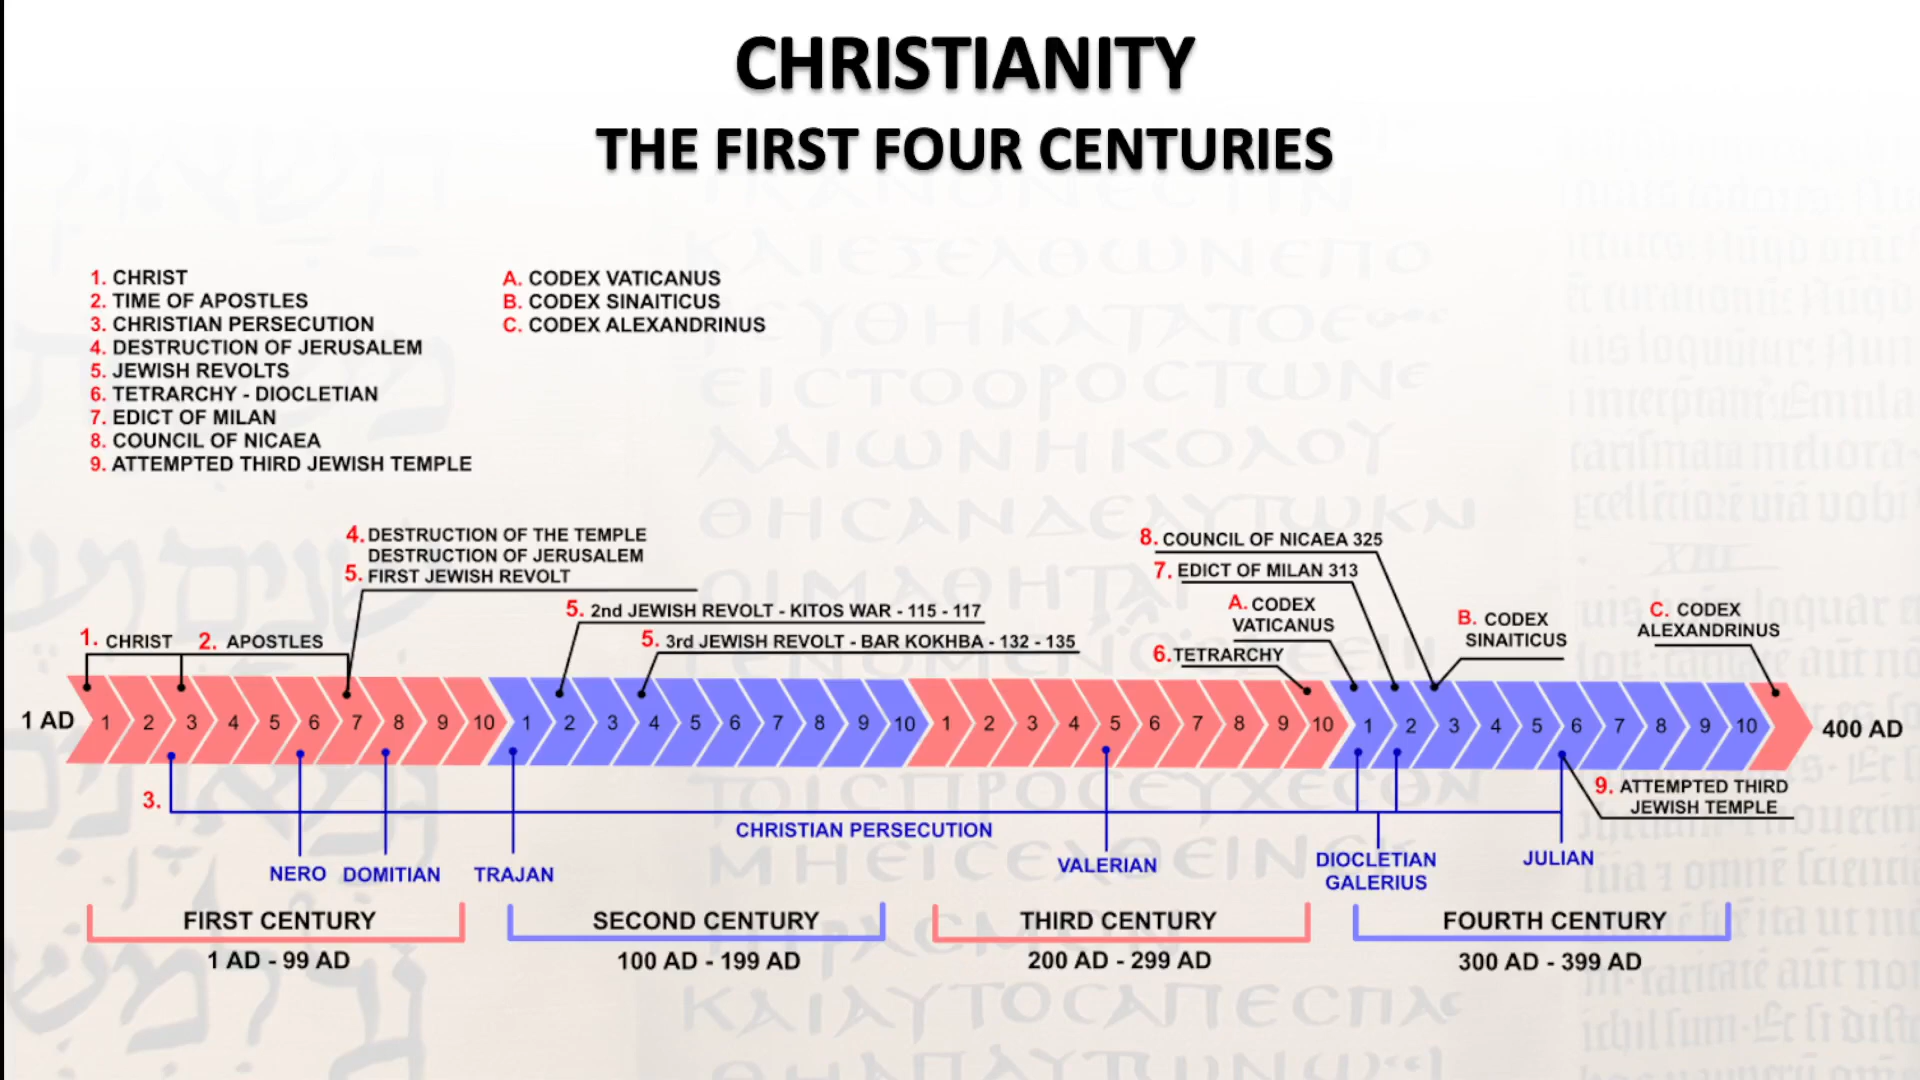 CHRISTIANITY
THE FIRST FOUR CENTURIES
1. CHRIST
2. TIME OF APOSTLES
3. CHRISTIAN PERSECUTION
4. DESTRUCTION OF JERUSALEM
5. JEWISH REVOLTS
6. TETRARCHY - DIOCLETIAN
7. EDICT OF MILAN
8. COUNCIL OF NICAEA
9. ATTEMPTED THIRD JEWISH TEMPLE
A. CODEX VATICANUS
B. CODEX SINAITICUS
C. CODEX ALEXANDRINUS
4. DESTRUCTION OF THE TEMPLE
DESTRUCTION OF JERUSALEM
5. FIRST JEWISH REVOLT
5. 2nd JEWISH REVOLT - KITOS WAR - 115 - 117
5. 3rd JEWISH REVOLT - BAR KOKHBA - 132 - 135
8. COUNCIL OF NICAEA 325
7. EDICT OF MILAN 313
A. CODEX
VATICANUS
6. TETRARCHY
B. CODEX
SINAITICUS
C. CODEX
ALEXANDRINUS
1. CHRIST 2. APOSTLES
1 AD 1 2 3 4 5 6 7 8 9 10 1 2 3 4 5 6 7 8 9 10 1 2 3 4 5 6 7 8 9 10 1 2 3 4 5 6 7 8 9 10 400 AD
3.
CHRISTIAN PERSECUTION
9. ATTEMPTED THIRD
JEWISH TEMPLE
NERO DOMITIAN TRAJAN
VALERIAN
DIOCLETIAN
GALERIUS
JULIAN
FIRST CENTURY
1 AD - 99 AD
SECOND CENTURY
100 AD - 199 AD
THIRD CENTURY
200 AD - 299 AD
FOURTH CENTURY
300 AD - 399 AD